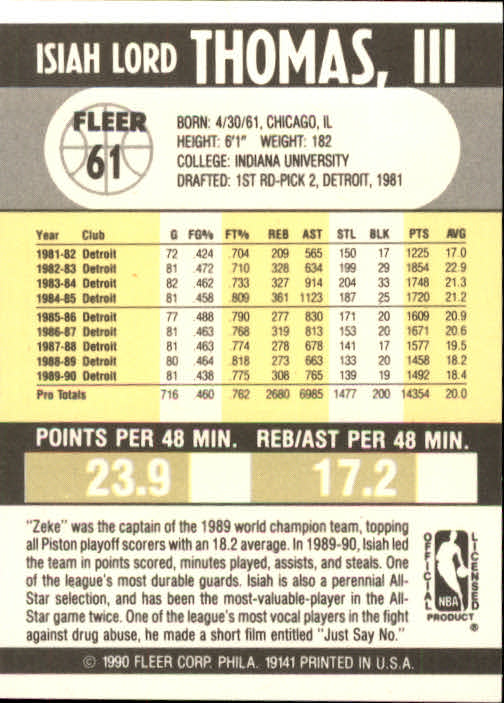 ISIAH LORD THOMAS, III
FLEER
61
BORN: 4/30/61, CHICAGO, IL
HEIGHT: 6'1" WEIGHT: 182
COLLEGE: INDIANA UNIVERSITY
DRAFTED: 1ST RD-PICK 2, DETROIT, 1981
Year Club G FG% FT% REB AST STL BLK PTS AVG
1981-82 Detroit 72 .424 .704 209 565 150 17 1225 17.0
1982-83 Detroit 81 .472 .710 328 634 199 29 1854 22.9
1983-84 Detroit 82 .462 .733 327 914 204 33 1748 21.3
1984-85 Detroit 81 .458 .809 361 1123 187 25 1720 21.2
1985-86 Detroit 77 .488 .790 277 830 171 20 1609 20.9
1986-87 Detroit 81 .463 .768 319 813 153 20 1671 20.6
1987-88 Detroit 81 .463 .774 278 678 141 17 1577 19.5
1988-89 Detroit 80 .464 .818 273 663 133 20 1458 18.2
1989-90 Detroit 81 .438 .775 308 765 139 19 1492 18.4
Pro Totals 716 .460 .762 2680 6985 1477 200 14354 20.0
POINTS PER 48 MIN. REB/AST PER 48 MIN.
23.9 17.2
"Zeke" was the captain of the 1989 world champion team, topping
all Piston playoff scorers with an 18.2 average. In 1989-90, Isiah led
the team in points scored, minutes played, assists, and steals. One
of the league's most durable guards. Isiah is also a perennial All-
Star selection, and has been the most-valuable-player in the All-
Star game twice. One of the league's most vocal players in the fight
against drug abuse, he made a short film entitled "Just Say No."
OFFICIAL
LICENSED
NBA
PRODUCT ®
© 1990 FLEER CORP. PHILA. 19141 PRINTED IN U.S.A.